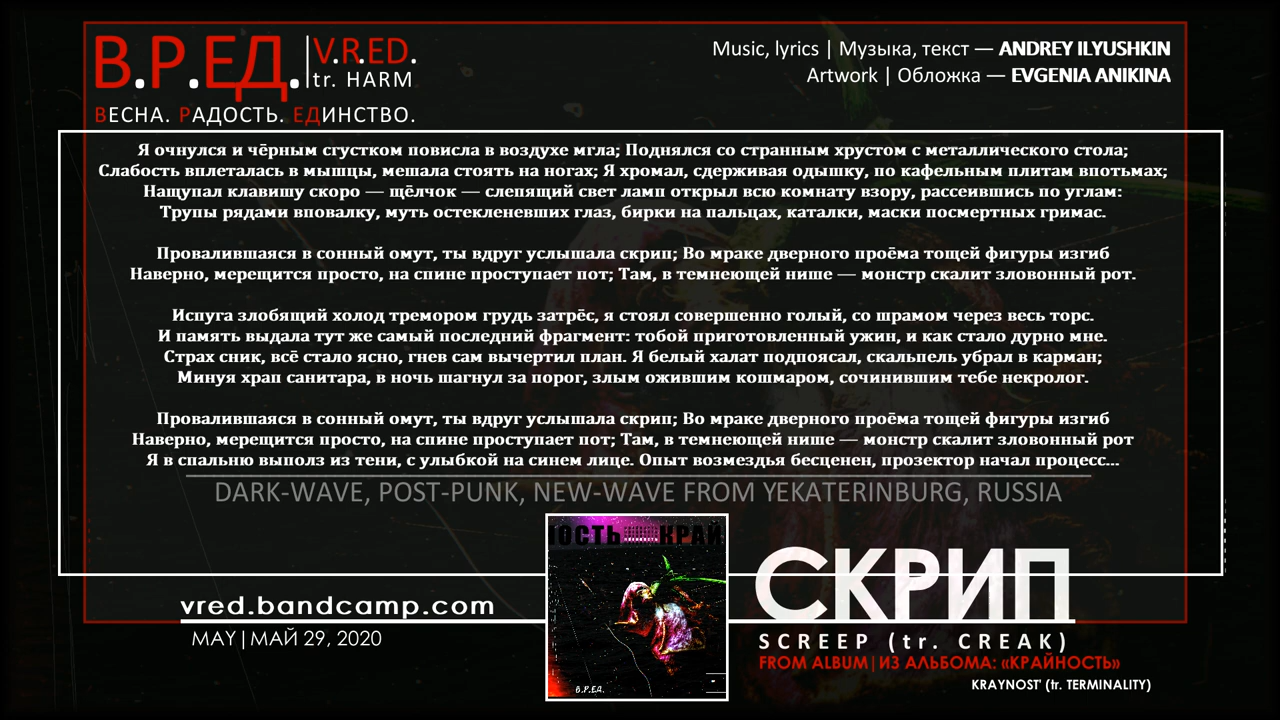 В.Р.ЕД.
V.RED.
tr. HARM
ВЕСНА. РАДОСТЬ. ЕДИНСТВО.
Music, lyrics | Музыка, текст — ANDREY ILYUSHKIN
Artwork | Обложка — EVGENIA ANIKINA
Я очнулся и чёрным сгустком повисла в воздухе мгла; Поднялся со странным хрустом с металлического стола;
Слабость вплеталась в мышцы, мешала стоять на ногах; Я хромал, сдерживая одышку, по кафельным плитам впотьмах;
Нащупал клавишу скоро — щёлчок — слепящий свет ламп открыл всю комнату взору, рассеившись по углам:
Трупы рядами вповалку, муть остекленевших глаз, бирки на пальцах, каталки, маски посмертных гримас.
Провалившаяся в сонный омут, ты вдруг услышала скрип; Во мраке дверного проёма тощей фигуры изгиб
Наверно, мерещится просто, на спине проступает пот; Там, в темнеющей нише — монстр скалит зловонный рот.
Испуга злобящий холод тремором грудь затрёс, я стоял совершенно голый, со шрамом через весь торс.
И память выдала тут же самый последний фрагмент: тобой приготовленный ужин, и как стало дурно мне.
Страх сник, всё стало ясно, гнев сам вычертил план. Я белый халат подпоясал, скальпель убрал в карман;
Минуя храп санитара, в ночь шагнул за порог, злым ожившим кошмаром, сочинившим тебе некролог.
Провалившаяся в сонный омут, ты вдруг услышала скрип; Во мраке дверного проёма тощей фигуры изгиб
Наверно, мерещится просто, на спине проступает пот; Там, в темнеющей нише — монстр скалит зловонный рот
Я в спальню выполз из тени, с улыбкой на синем лице. Опыт возмездья бесценен, прозектор начал процесс...
DARK-WAVE, POST-PUNK, NEW-WAVE FROM YEKATERINBURG, RUSSIA
ОСТЬ КРАЙ
В.Р.ЕД.
vred.bandcamp.com
MAY | МАЙ 29, 2020
СКРИП
SCREEP (tr. CREAK)
FROM ALBUM | ИЗ АЛЬБОМА: «КРАЙНОСТЬ»
KRAYNOST' (tr. TERMINALITY)